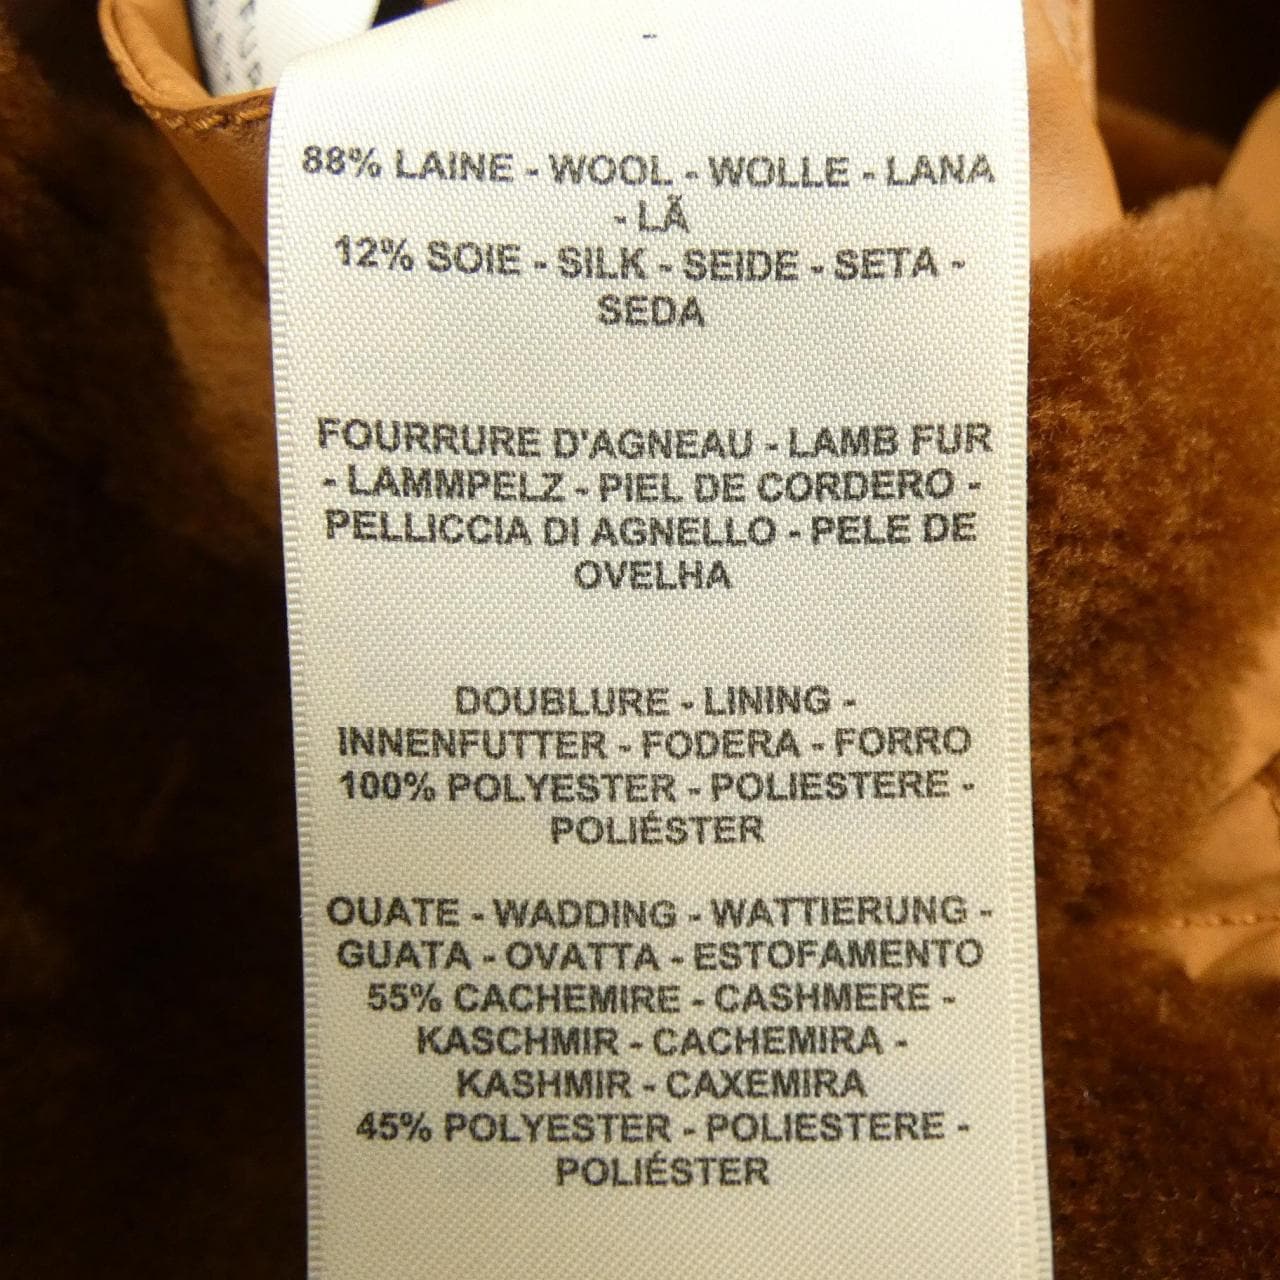 88% LAINE - WOOL - WOLLE - LANA
- LÃ
12% SOIE - SILK - SEIDE - SETA -
SEDA
FOURRURE D'AGNEAU - LAMB FUR
- LAMMPELZ - PIEL DE CORDERO -
PELLICCIA DI AGNELLO - PELE DE
OVELHA
DOUBLURE - LINING -
INNENFUTTER - FODERA - FORRO
100% POLYESTER - POLIESTERE -
POLIÉSTER
OUATE - WADDING - WATTIERUNG -
GUATA - OVATTA - ESTOFAMENTO
55% CACHEMIRE - CASHMERE -
KASCHMIR - CACHEMIRA -
KASHMIR - CAXEMIRA
45% POLYESTER - POLIESTERE -
POLIÉSTER